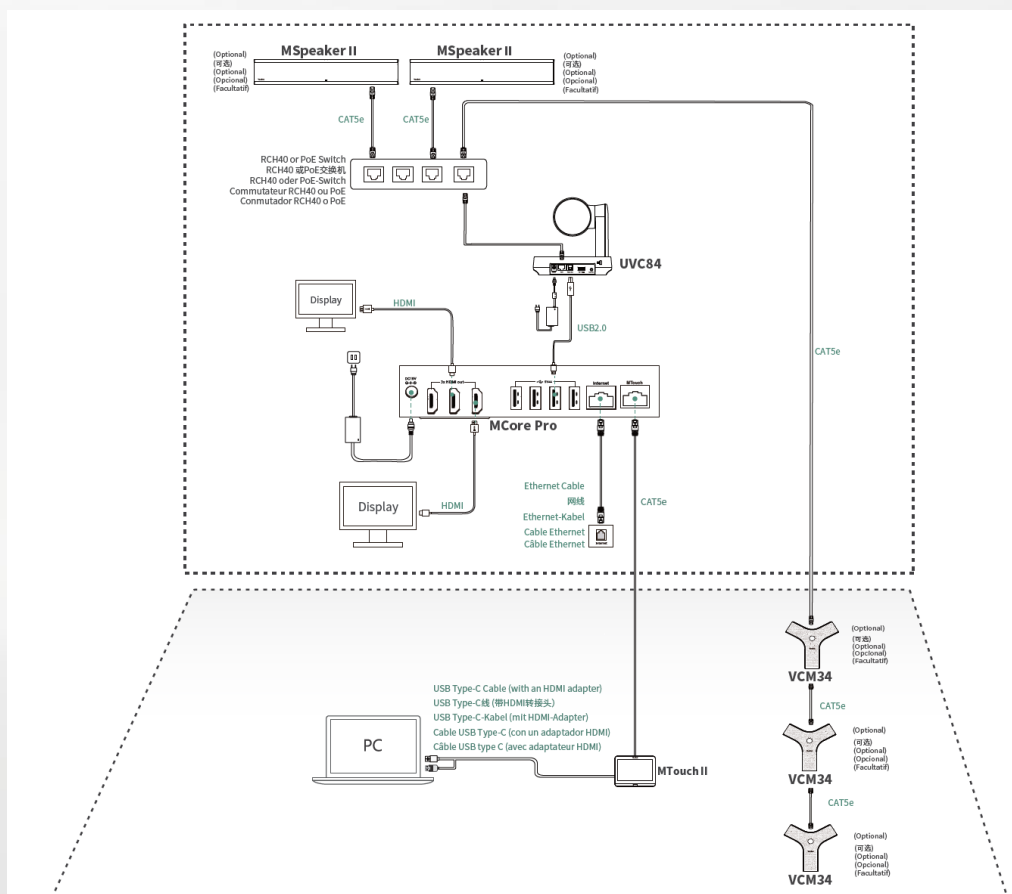 MSpeaker II
MSpeaker II
(Optional)
(可选)
(Optional)
(Opcional)
(Facultatif)
(Optional)
(可选)
(Optional)
(Opcional)
(Facultatif)
CAT5e
CAT5e
RCH40 or PoE Switch
RCH40 或PoE交换机
RCH40 oder PoE-Switch
Commutateur RCH40 ou PoE
Conmutador RCH40 o PoE
UVC84
Display
HDMI
USB2.0
CAT5e
DC19V
HDMI out
Internet
MTouch
MCore Pro
Display
HDMI
Ethernet Cable
网线
Ethernet-Kabel
Cable Ethernet
Câble Ethernet
CAT5e
(Optional)
(可选)
(Optional)
(Opcional)
(Facultatif)
VCM34
USB Type-C Cable (with an HDMI adapter)
USB Type-C线 (带HDMI转接头)
USB Type-C-Kabel (mit HDMI-Adapter)
Cable USB Type-C (con un adaptador HDMI)
Câble USB type C (avec adaptateur HDMI)
PC
MTouch II
CAT5e
(Optional)
(可选)
(Optional)
(Opcional)
(Facultatif)
VCM34
CAT5e
(Optional)
(可选)
(Optional)
(Opcional)
(Facultatif)
VCM34